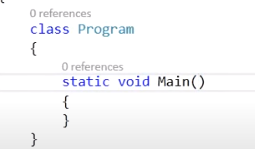 {
0 references
class Program
{
0 references
static void Main()
{
}
}